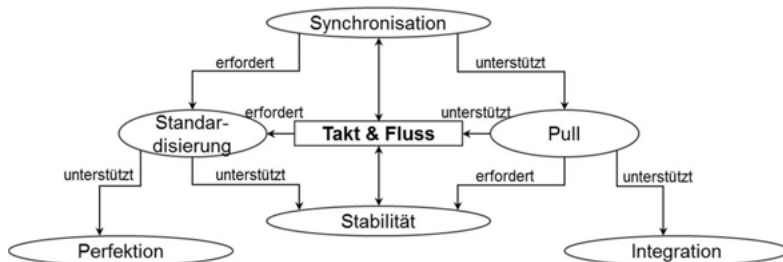 Synchronisation
erfordert
unterstützt
Standar-
disierung
erfordert
Takt & Fluss
unterstützt
Pull
unterstützt
unterstützt
erfordert
unterstützt
Stabilität
Perfektion
Integration